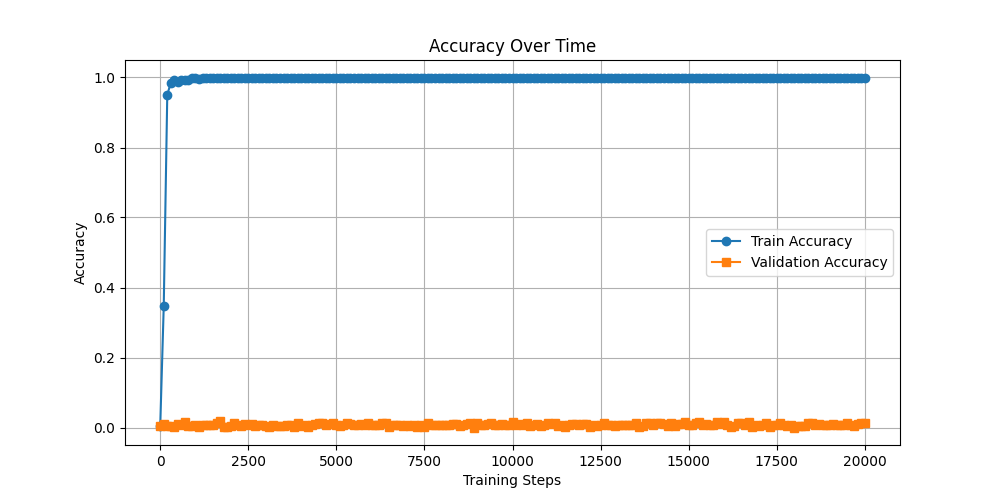 Accuracy Over Time
1.0
0.8
0.6
0.4
0.2
0.0
Accuracy
Train Accuracy
Validation Accuracy
0 2500 5000 7500 10000 12500 15000 17500 20000
Training Steps